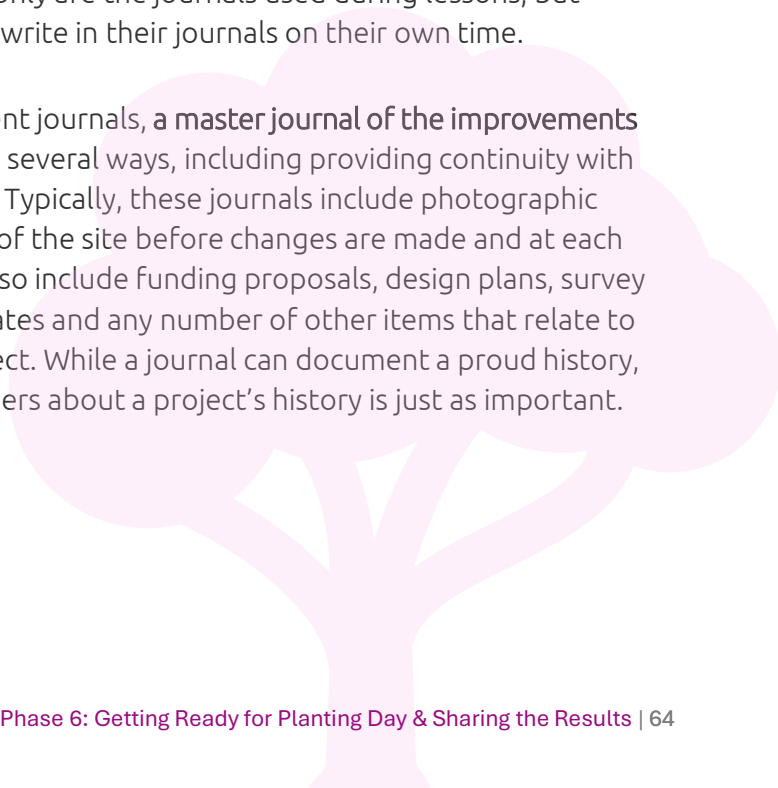 only are the journals used during lessons, but
write in their journals on their own time.
nt journals, a master journal of the improvements
several ways, including providing continuity with
Typically, these journals include photographic
of the site before changes are made and at each
so include funding proposals, design plans, survey
ates and any number of other items that relate to
ect. While a journal can document a proud history,
ers about a project’s history is just as important.
Phase 6: Getting Ready for Planting Day & Sharing the Results | 64